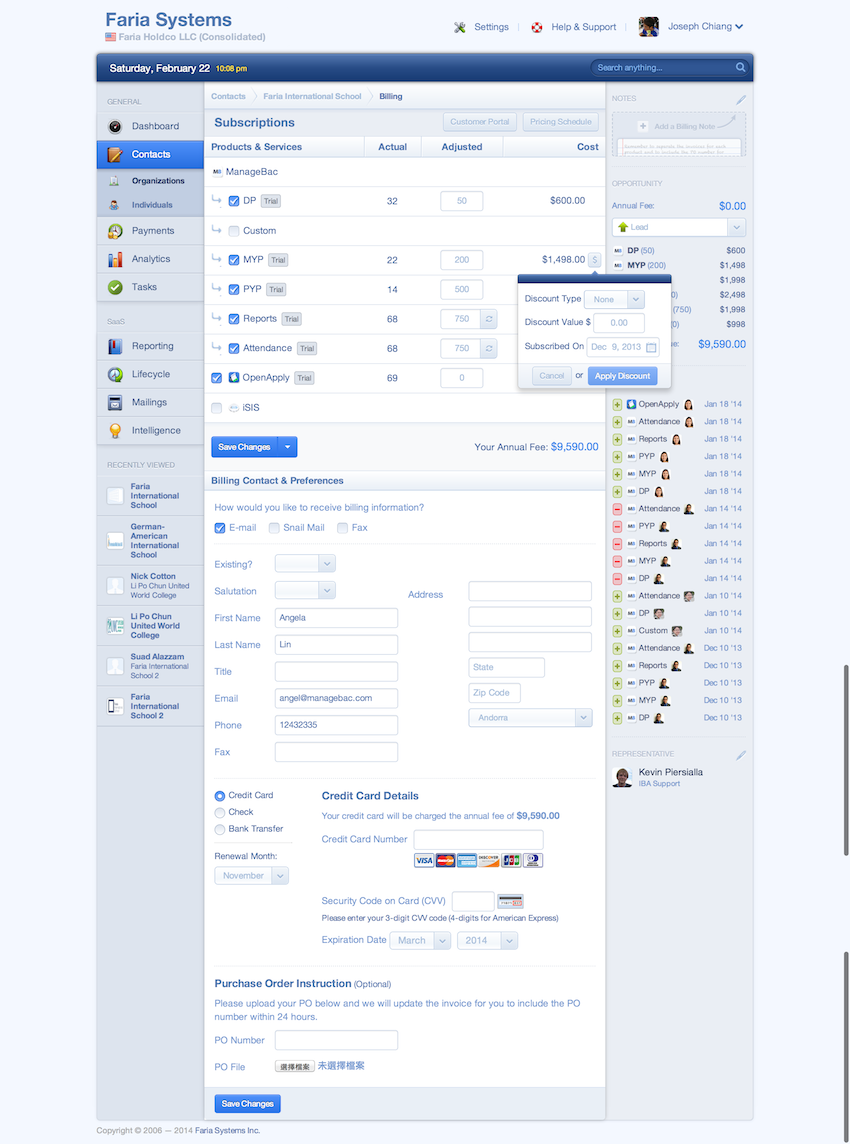 Faria Systems
Faria Holdco LLC (Consolidated)
Settings
Help & Support
Joseph Chiang
Saturday, February 22 10:08 pm
Search anything...
GENERAL
Dashboard
Contacts
Organizations
Individuals
Payments
Analytics
Tasks
SaaS
Reporting
Lifecycle
Mailings
Intelligence
RECENTLY VIEWED
Faria
International
School
German-
American
International
School
Nick Cotton
Li Po Chun United
World College
Li Po Chun
United World
College
Suad Alazzam
Faria International
School 2
Faria
International
School 2
Contacts Faria International School Billing
Subscriptions
Customer Portal
Pricing Schedule
Products & Services Actual Adjusted Cost
ManageBac
DP Trial 32 50 $600.00
Custom
MYP Trial 22 200 $1,498.00 $
PYP Trial 14 500
Reports Trial 68 750
Attendance Trial 68 750
OpenApply Trial 69 0
iSIS
Discount Type None
Discount Value $ 0.00
Subscribed On Dec 9, 2013
Cancel or Apply Discount
Save Changes
Your Annual Fee: $9,590.00
Billing Contact & Preferences
How would you like to receive billing information?
E-mail Snail Mail Fax
Existing?
Salutation
First Name Angela
Last Name Lin
Title
Email angel@managebac.com
Phone 12432335
Fax
Address
State
Zip Code
Andorra
Credit Card
Check
Bank Transfer
Renewal Month:
November
Credit Card Details
Your credit card will be charged the annual fee of $9,590.00
Credit Card Number
VISA MasterCard DISCOVER JCB
Security Code on Card (CVV)
Please enter your 3-digit CVV code (4-digits for American Express)
Expiration Date March 2014
Purchase Order Instruction (Optional)
Please upload your PO below and we will update the invoice for you to include the PO
number within 24 hours.
PO Number
PO File 選擇檔案 未選擇檔案
Save Changes
NOTES
Add a Billing Note
OPPORTUNITY
Annual Fee: $0.00
Lead
DP (50) $600
MYP (200) $1,498
$1,998
0) $2,498
(750) $1,998
0) $998
e: $9,590.00
OpenApply Jan 18 '14
Attendance Jan 18 '14
Reports Jan 18 '14
PYP Jan 18 '14
MYP Jan 18 '14
DP Jan 18 '14
Attendance Jan 14 '14
PYP Jan 14 '14
Reports Jan 14 '14
MYP Jan 14 '14
DP Jan 14 '14
Attendance Jan 10 '14
DP Jan 10 '14
Custom Jan 10 '14
Attendance Dec 10 '13
Reports Dec 10 '13
PYP Dec 10 '13
MYP Dec 10 '13
DP Dec 10 '13
REPRESENTATIVE
Kevin Piersialla
IBA Support
Copyright © 2006 — 2014 Faria Systems Inc.